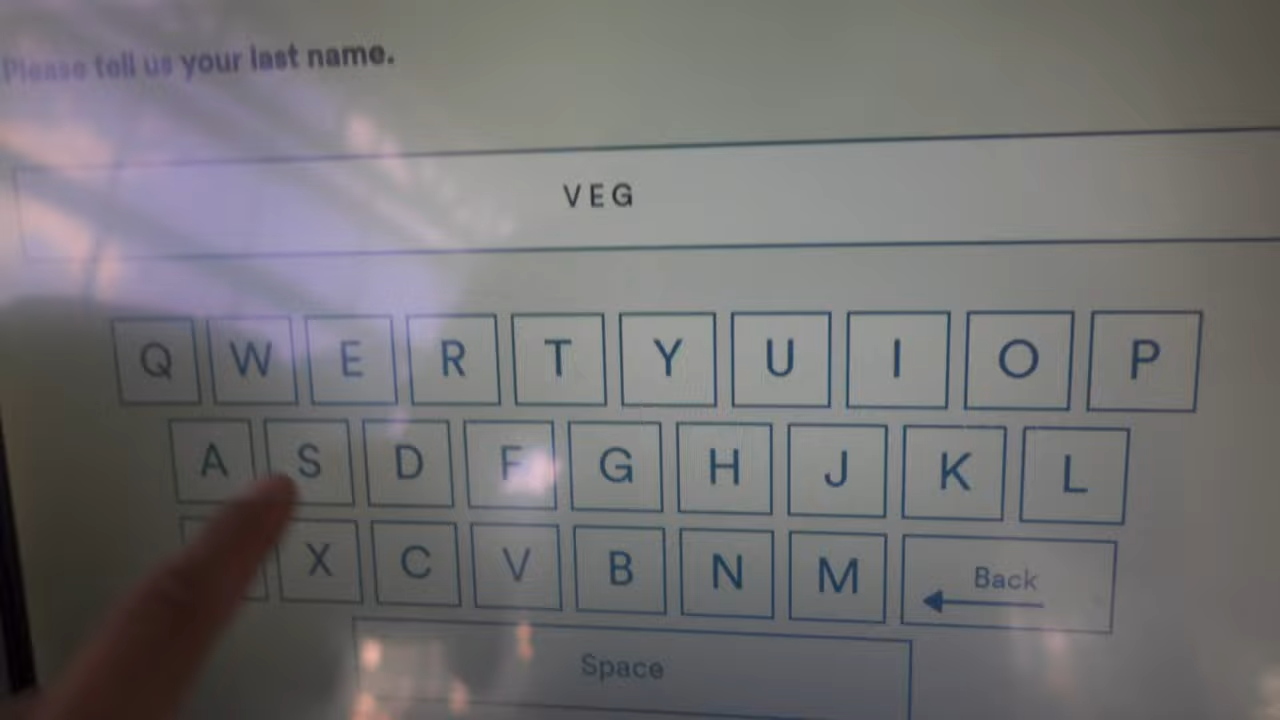 Please tell us your last name.
VEG
Q W E R T Y U I O P
A S D F G H J K L
X C V B N M Back
Space